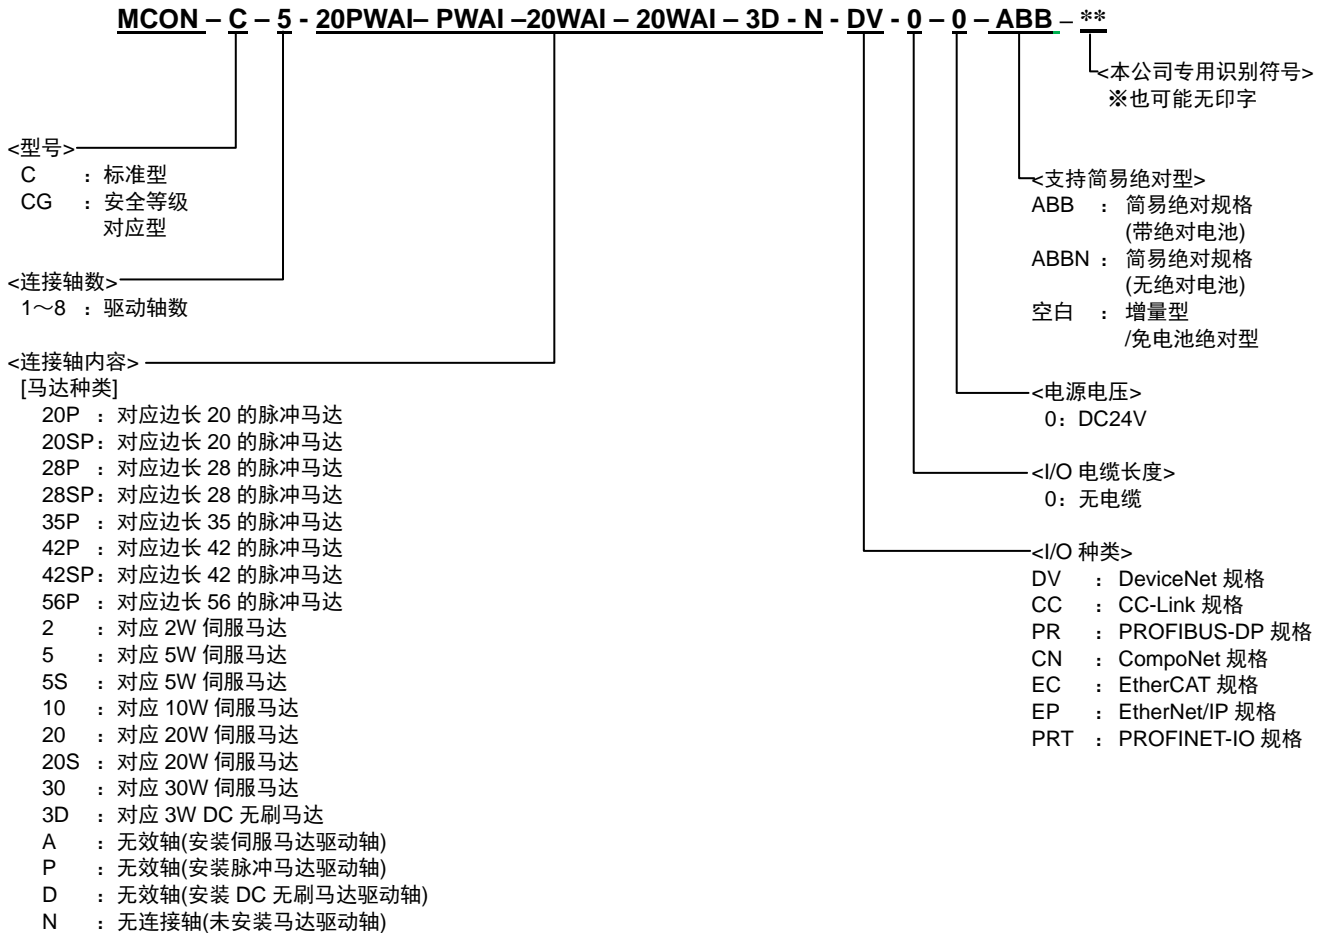 MCON – C – 5 - 20PWAI– PWAI –20WAI – 20WAI – 3D - N - DV - 0 – 0 – ABB – **
<本公司专用识别符号>
※也可能无印字
<型号>
C ：标准型
CG ：安全等级
对应型
<连接轴数>
1～8 ：驱动轴数
<连接轴内容>
[马达种类]
20P ：对应边长 20 的脉冲马达
20SP：对应边长 20 的脉冲马达
28P ：对应边长 28 的脉冲马达
28SP：对应边长 28 的脉冲马达
35P ：对应边长 35 的脉冲马达
42P ：对应边长 42 的脉冲马达
42SP：对应边长 42 的脉冲马达
56P ：对应边长 56 的脉冲马达
2 ：对应 2W 伺服马达
5 ：对应 5W 伺服马达
5S ：对应 5W 伺服马达
10 ：对应 10W 伺服马达
20 ：对应 20W 伺服马达
20S ：对应 20W 伺服马达
30 ：对应 30W 伺服马达
3D ：对应 3W DC 无刷马达
A ：无效轴(安装伺服马达驱动轴)
P ：无效轴(安装脉冲马达驱动轴)
D ：无效轴(安装 DC 无刷马达驱动轴)
N ：无连接轴(未安装马达驱动轴)
<支持简易绝对型>
ABB ：简易绝对规格
(带绝对电池)
ABBN ：简易绝对规格
(无绝对电池)
空白 ：增量型
/免电池绝对型
<电源电压>
0：DC24V
<I/O 电缆长度>
0：无电缆
<I/O 种类>
DV ：DeviceNet 规格
CC ：CC-Link 规格
PR ：PROFIBUS-DP 规格
CN ：CompoNet 规格
EC ：EtherCAT 规格
EP ：EtherNet/IP 规格
PRT ：PROFINET-IO 规格